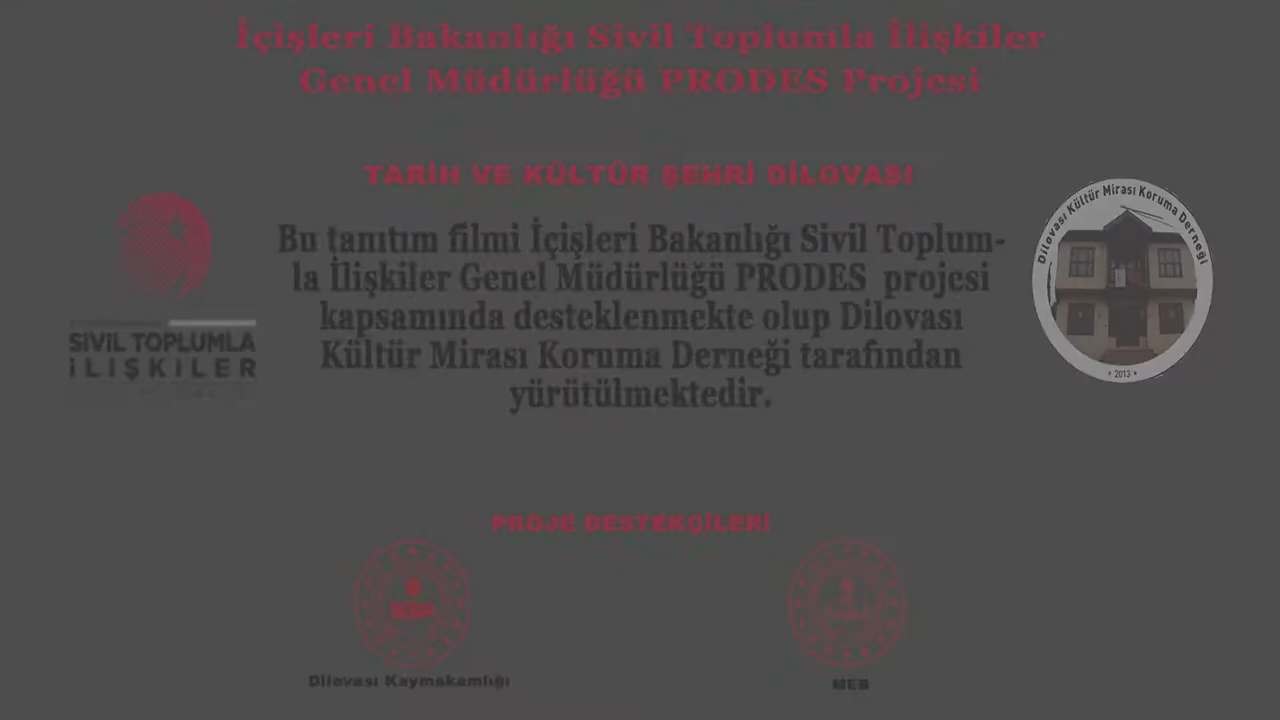 İçişleri Bakanlığı Sivil Toplumla İlişkiler
Genel Müdürlüğü PRODES Projesi
TARİH VE KÜLTÜR ŞEHRİ DİLOVASI
Bu tanıtım filmi İçişleri Bakanlığı Sivil Toplum-
la İlişkiler Genel Müdürlüğü PRODES projesi
kapsamında desteklenmekte olup Dilovası
Kültür Mirası Koruma Derneği tarafından
yürütülmektedir.
SİVİL TOPLUMLA
İLİŞKİLER
Dilovası Kültür Mirası Koruma Derneği
• 2013 •
PROJE DESTEKÇİLERİ
Dilovası Kaymakamlığı
MEB